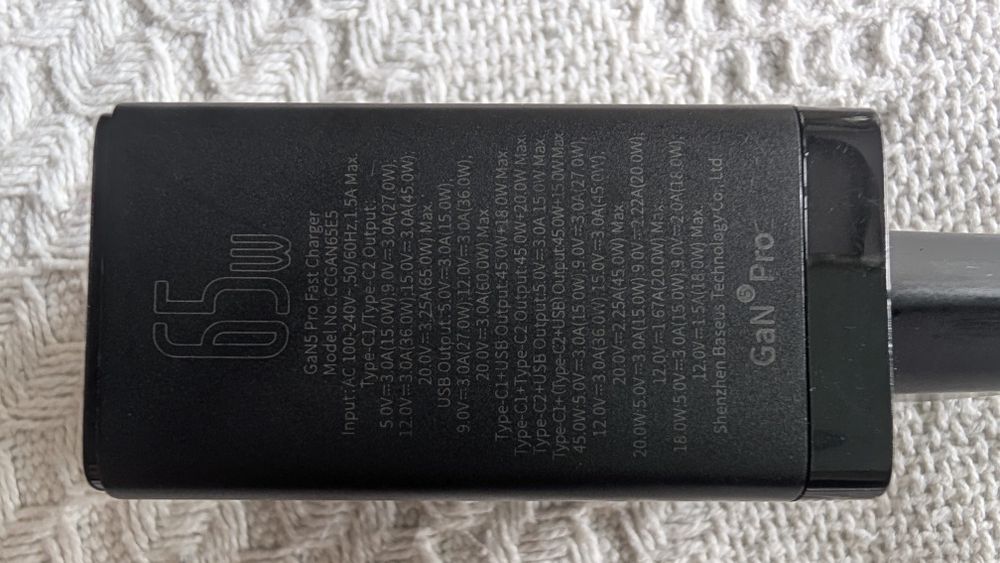 65w
GaN5 Pro Fast Charger
Model No.:CCGAN65E5
Input:AC 100-240V~,50/60Hz,1.5A Max.
Type-C1/Type-C2 Output:
5.0V⎓3.0A(15.0W),9.0V⎓3.0A(27.0W),
12.0V⎓3.0A(36.0W),15.0V⎓3.0A(45.0W),
20.0V⎓3.25A(65.0W) Max.
USB Output:5.0V⎓3.0A(15.0W),
9.0V⎓3.0A(27.0W),12.0V⎓3.0A(36.0W),
20.0V⎓3.0A(60.0W) Max.
Type-C1+USB Output:45.0W+18.0W Max.
Type-C1+Type-C2 Output:45.0W+20.0W Max.
Type-C2+USB Output:5.0V⎓3.0A 15.0W Max.
Type-C1+(Type-C2+USB) Output:45.0W+15.0W Max.
45.0W:5.0V⎓3.0A(15.0W),9.0V⎓3.0A(27.0W),
12.0V⎓3.0A(36.0V),15.0V⎓3.0A(45.0V),
20.0V⎓2.25A(45.0W) Max.
20.0W:5.0V⎓3.0A(15.0W),9.0V⎓2.22A(20.0W),
12.0V⎓1.67A(20.0W) Max.
18.0W:5.0V⎓3.0A(15.0W),9.0V⎓2.0A(18.0W),
12.0V⎓1.5A(18.0W) Max.
Shenzhen Baseus Technology Co., Ltd
GaN5 Pro